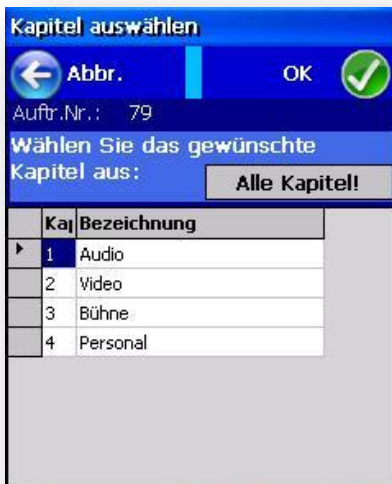 Kapitel auswählen
Abbr. OK
Auftr.Nr.: 79
Wählen Sie das gewünschte
Kapitel aus:
Alle Kapitel!
Kap Bezeichnung
1 Audio
2 Video
3 Bühne
4 Personal